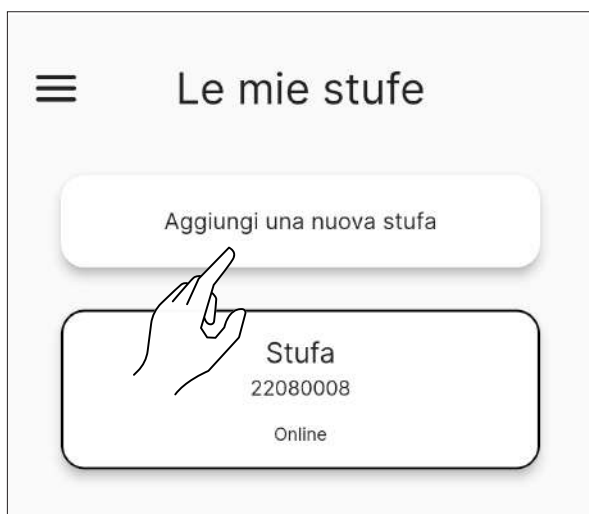 Le mie stufe
Aggiungi una nuova stufa
Stufa
22080008
Online